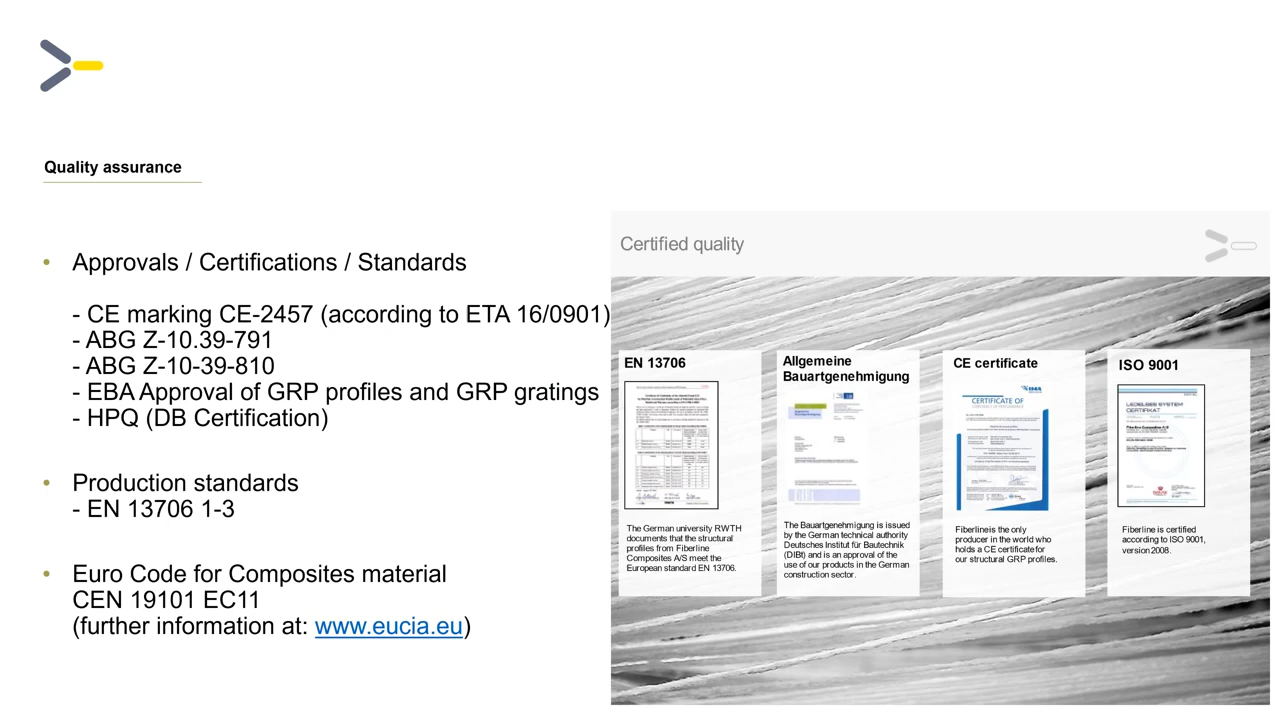 Quality assurance
• Approvals / Certifications / Standards
- CE marking CE-2457 (according to ETA 16/0901)
- ABG Z-10.39-791
- ABG Z-10-39-810
- EBA Approval of GRP profiles and GRP gratings
- HPQ (DB Certification)
• Production standards
- EN 13706 1-3
• Euro Code for Composites material
CEN 19101 EC11
(further information at: www.eucia.eu)
Certified quality
EN 13706
The German university RWTH
documents that the structural
profiles from Fiberline
Composites A/S meet the
European standard EN 13706.
Allgemeine
Bauartgenehmigung
The Bauartgenehmigung is issued
by the German technical authority
Deutsches Institut für Bautechnik
(DIBt) and is an approval of the
use of our products in the German
construction sector.
CE certificate
CERTIFICATE OF
Fiberline is the only
producer in the world who
holds a CE certificate for
our structural GRP profiles.
ISO 9001
LEDELSES SYSTEM
CERTIFIKAT
Fiberline is certified
according to ISO 9001,
version 2008.